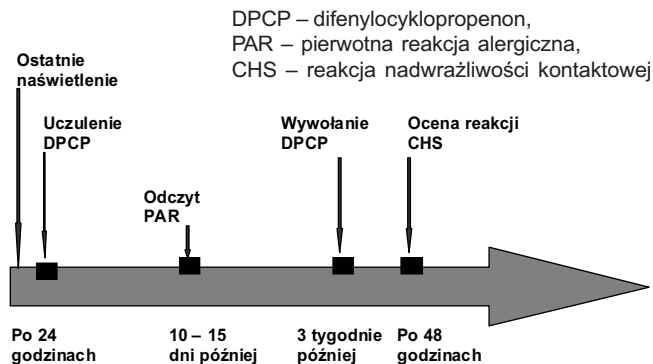 DPCP – difenylocyklopropenon,
PAR – pierwotna reakcja alergiczna,
CHS – reakcja nadwrażliwości kontaktowej
Ostatnie
naświetlenie
Uczulenie
DPCP
Odczyt
PAR
Wywołanie
DPCP
Ocena reakcji
CHS
Po 24
godzinach
10 – 15
dni później
3 tygodnie
później
Po 48
godzinach